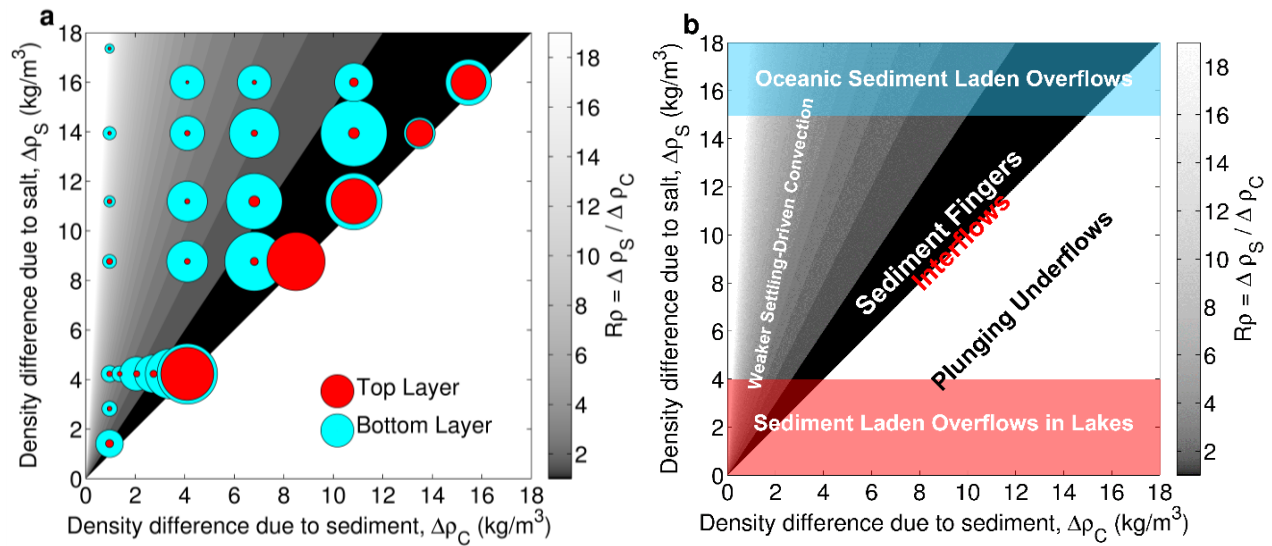 a
18
16
14
12
10
8
6
4
2
0
Density difference due to salt, Δρ_S (kg/m³)
0 2 4 6 8 10 12 14 16 18
Density difference due to sediment, Δρ_C (kg/m³)
Top Layer
Bottom Layer
18
16
14
12
10
8
6
4
2
Rρ = Δ ρ_S / Δ ρ_C
b
18
16
14
12
10
8
6
4
2
0
Density difference due to salt, Δρ_S (kg/m³)
0 2 4 6 8 10 12 14 16 18
Density difference due to sediment, Δρ_C (kg/m³)
Oceanic Sediment Laden Overflows
Weaker Settling-Driven Convection
Sediment Fingers
Interflows
Plunging Underflows
Sediment Laden Overflows in Lakes
18
16
14
12
10
8
6
4
2
Rρ = Δ ρ_S / Δ ρ_C